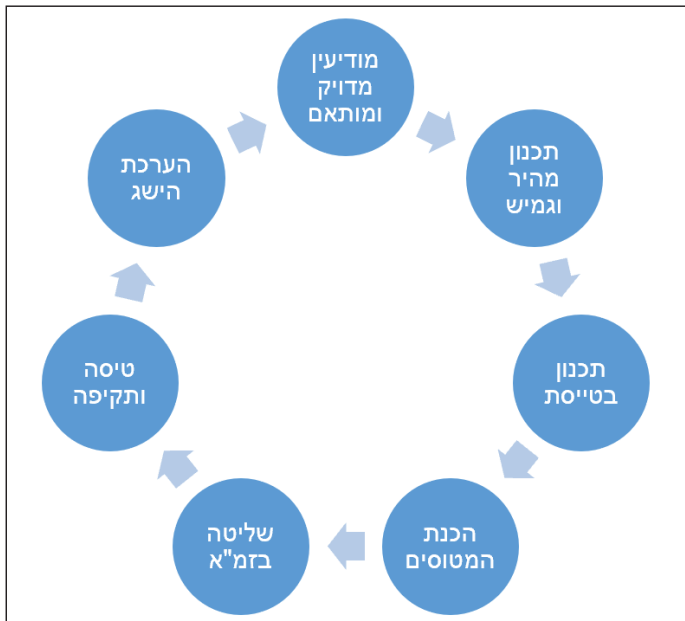 מודיעין
מדויק
ומותאם
תכנון
מהיר
וגמיש
תכנון
בטייסת
הכנת
המטוסים
שליטה
בזמ"א
טיסה
ותקיפה
הערכת
הישג